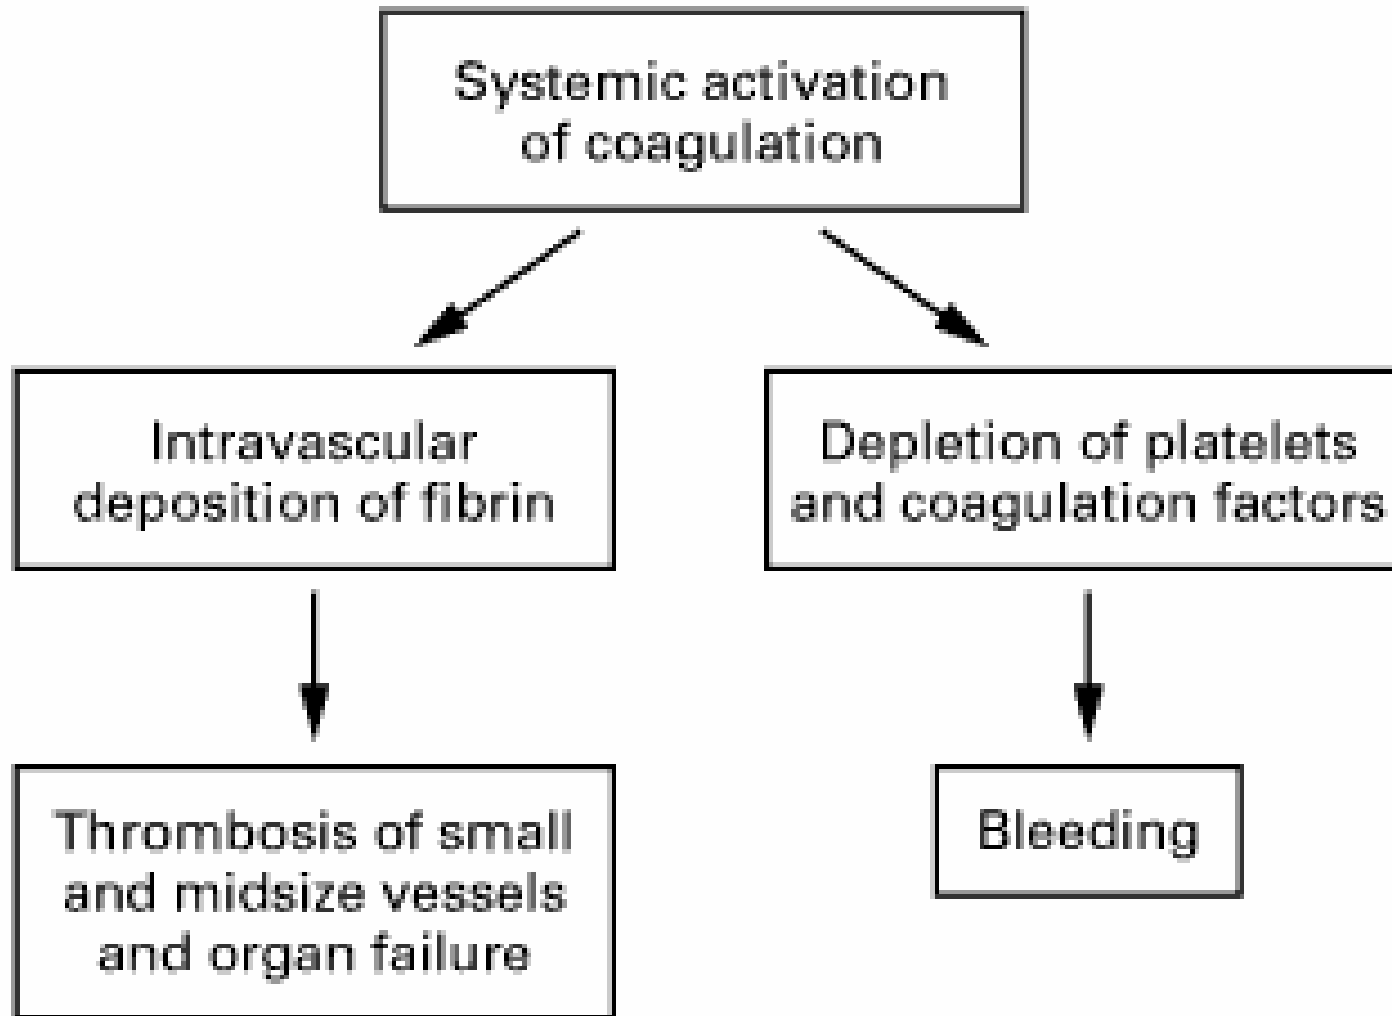 Systemic activation
of coagulation
Intravascular
deposition of fibrin
Depletion of platelets
and coagulation factors
Thrombosis of small
and midsize vessels
and organ failure
Bleeding